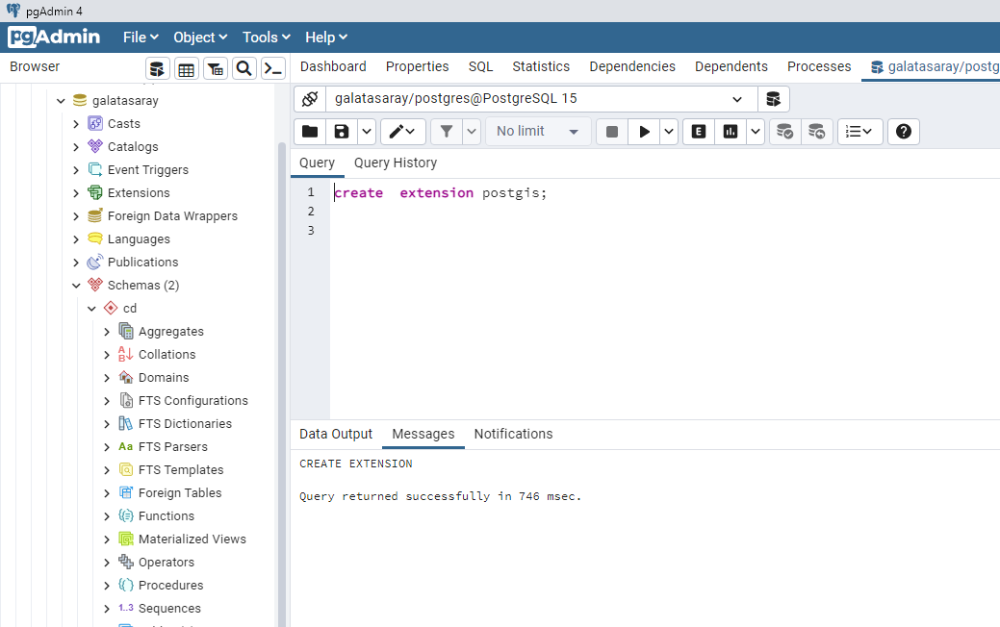 pgAdmin 4
pgAdmin File Object Tools Help
Browser
Dashboard Properties SQL Statistics Dependencies Dependents Processes galatasaray/postg
galatasaray/postgres@PostgreSQL 15
No limit
E
Query Query History
1 create  extension postgis;
2
3
galatasaray
Casts
Catalogs
Event Triggers
Extensions
Foreign Data Wrappers
Languages
Publications
Schemas (2)
cd
Aggregates
Collations
Domains
FTS Configurations
FTS Dictionaries
Aa FTS Parsers
FTS Templates
Foreign Tables
Functions
Materialized Views
Operators
Procedures
1..3 Sequences
Data Output Messages Notifications
CREATE EXTENSION
Query returned successfully in 746 msec.